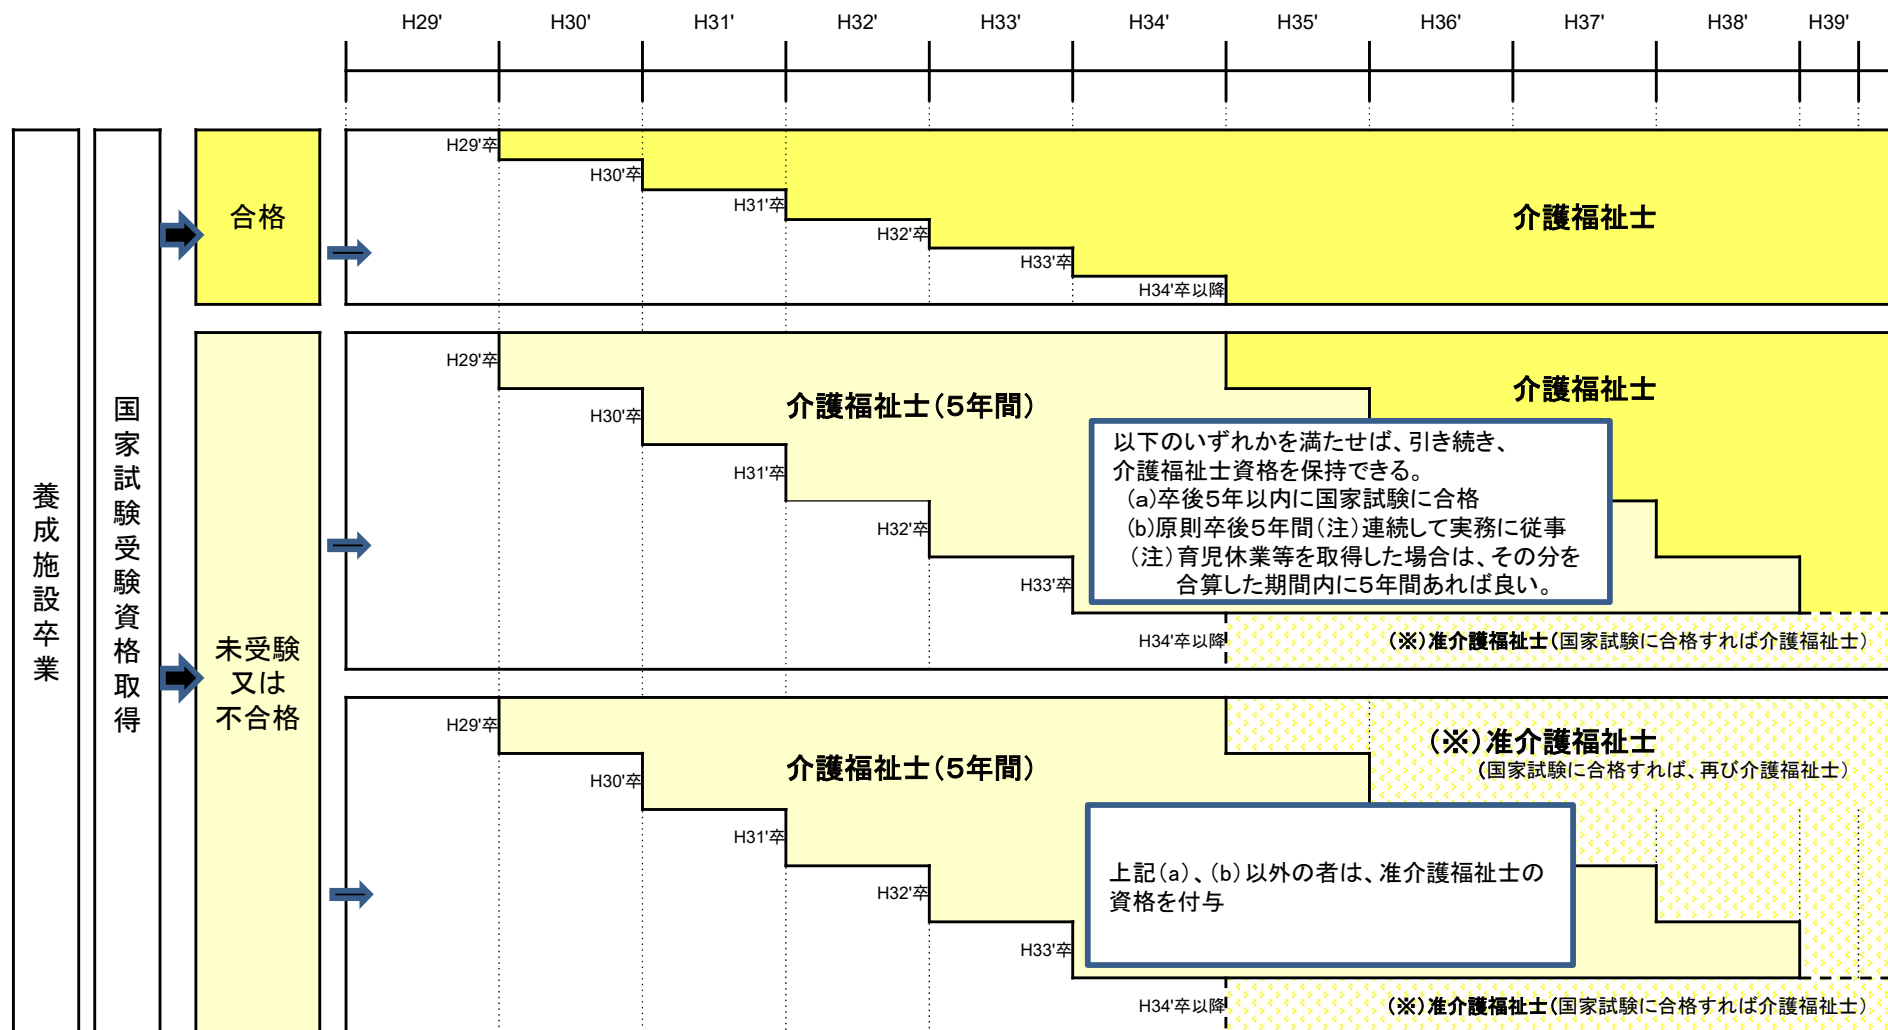 H29' H30' H31' H32' H33' H34' H35' H36' H37' H38' H39'
養成施設卒業
国家試験受験資格取得
合格
H29'卒
H30'卒
H31'卒
H32'卒
H33'卒
H34'卒以降
介護福祉士
未受験
又は
不合格
H29'卒
H30'卒
H31'卒
H32'卒
H33'卒
H34'卒以降
介護福祉士(5年間)
介護福祉士
以下のいずれかを満たせば、引き続き、
介護福祉士資格を保持できる。
(a)卒後5年以内に国家試験に合格
(b)原則卒後5年間(注)連続して実務に従事
(注)育児休業等を取得した場合は、その分を
合算した期間内に5年間あれば良い。
(※)准介護福祉士(国家試験に合格すれば介護福祉士)
H29'卒
H30'卒
H31'卒
H32'卒
H33'卒
H34'卒以降
介護福祉士(5年間)
(※)准介護福祉士
(国家試験に合格すれば、再び介護福祉士)
上記(a)、(b)以外の者は、准介護福祉士の
資格を付与
(※)准介護福祉士(国家試験に合格すれば介護福祉士)